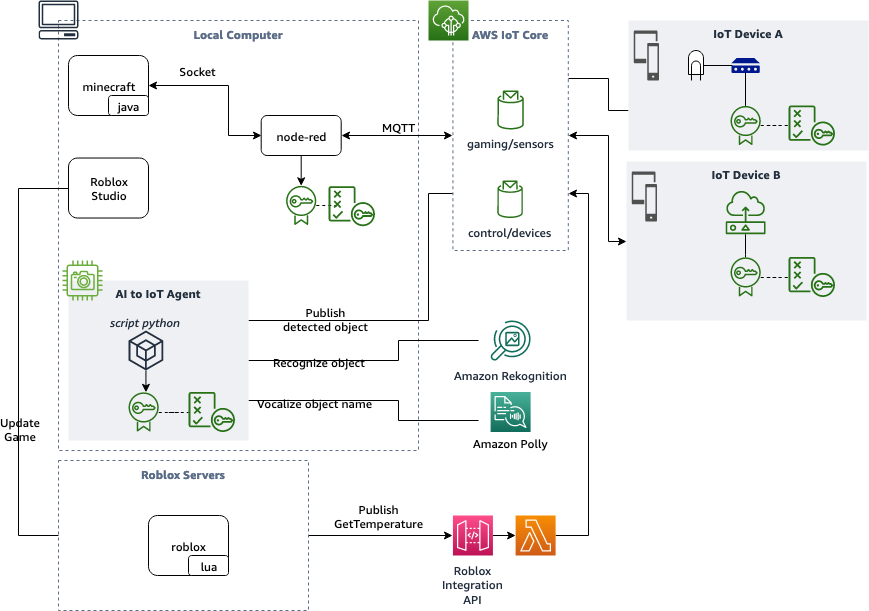 Local Computer
AWS IoT Core
IoT Device A
minecraft
java
Socket
node-red
MQTT
gaming/sensors
Roblox
Studio
control/devices
IoT Device B
AI to IoT Agent
script python
Publish
detected object
Recognize object
Amazon Rekognition
Vocalize object name
Amazon Polly
Update
Game
Roblox Servers
roblox
lua
Publish
GetTemperature
Roblox
Integration
API